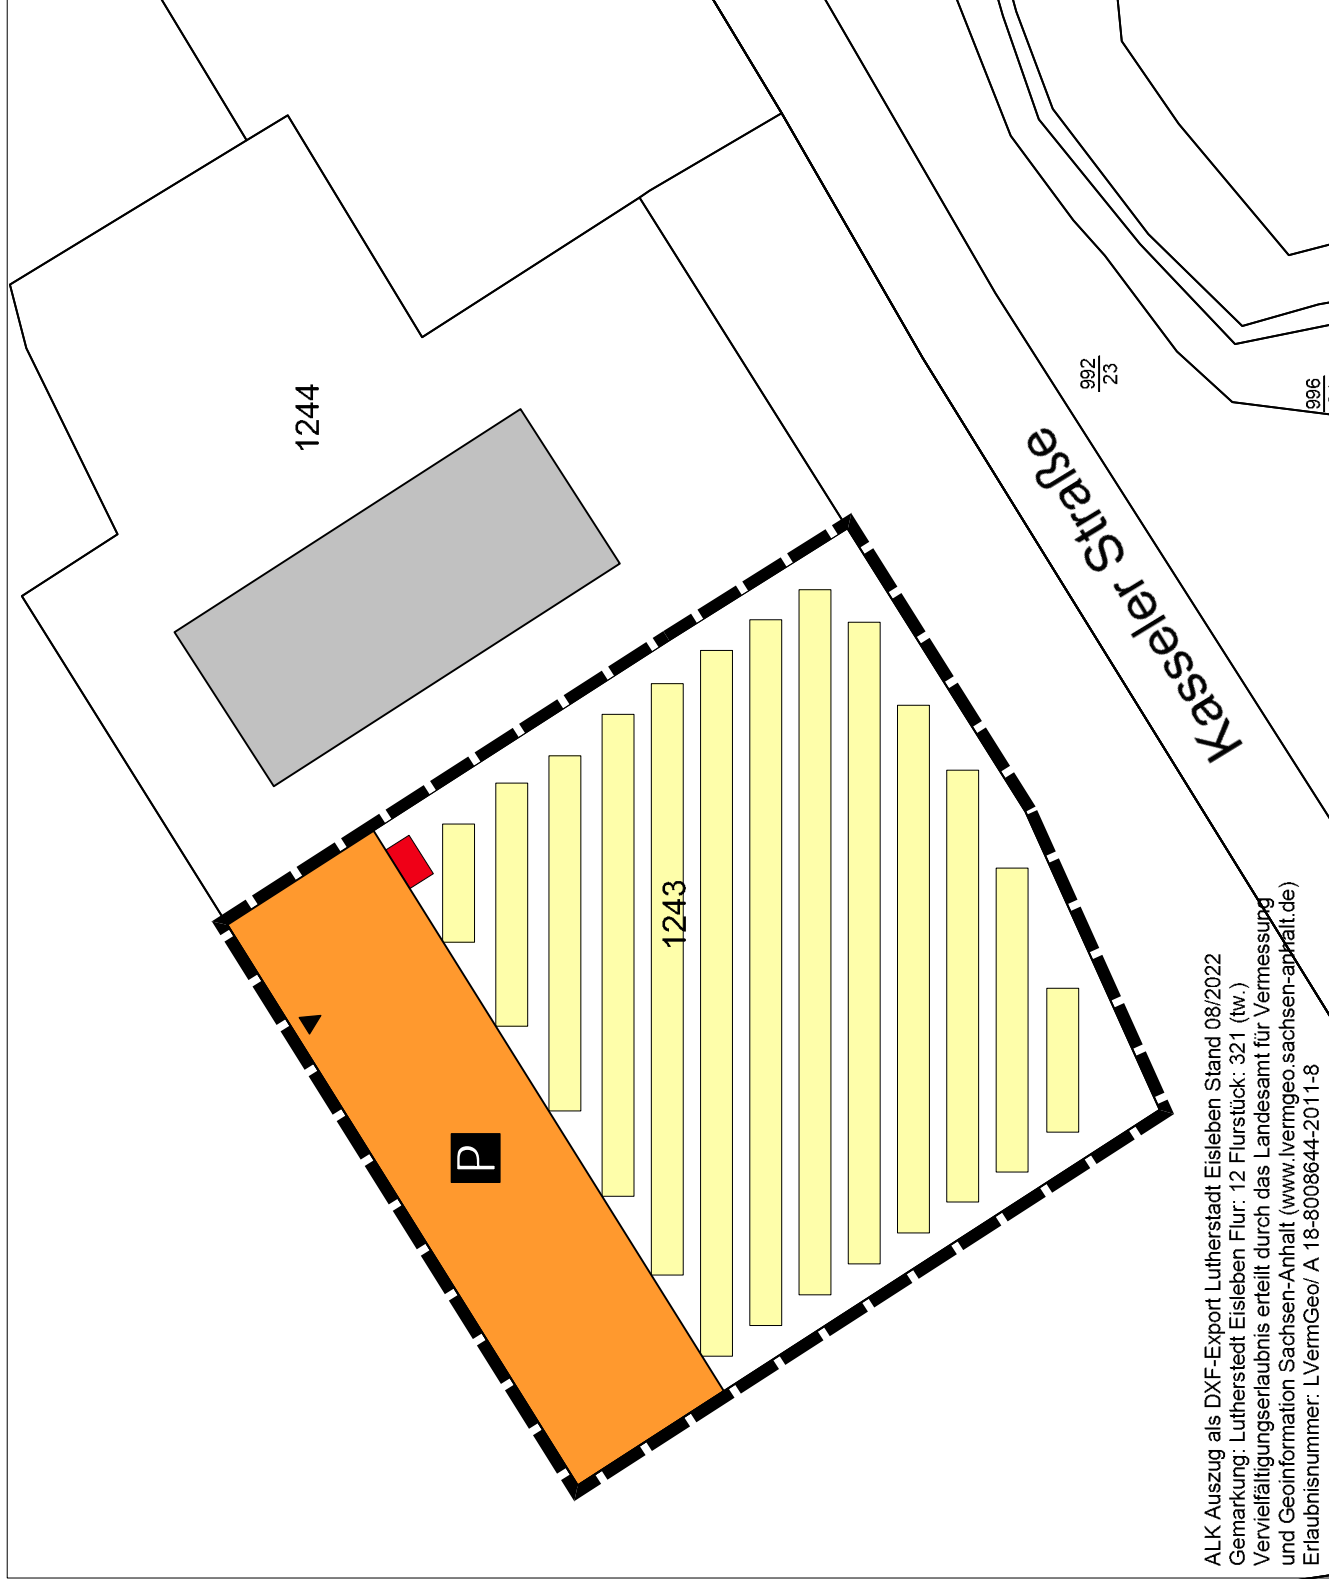 1244
992
23
996
Kasseler Straße
1243
P
ALK Auszug als DXF-Export Lutherstadt Eisleben Stand 08/2022
Gemarkung: Lutherstedt Eisleben Flur: 12 Flurstück: 321 (tw.)
Vervielfältigungserlaubnis erteilt durch das Landesamt für Vermessung
und Geoinformation Sachsen-Anhalt (www.lvermgeo.sachsen-anhalt.de)
Erlaubnisnummer: LVermGeo/ A 18-8008644-2011-8